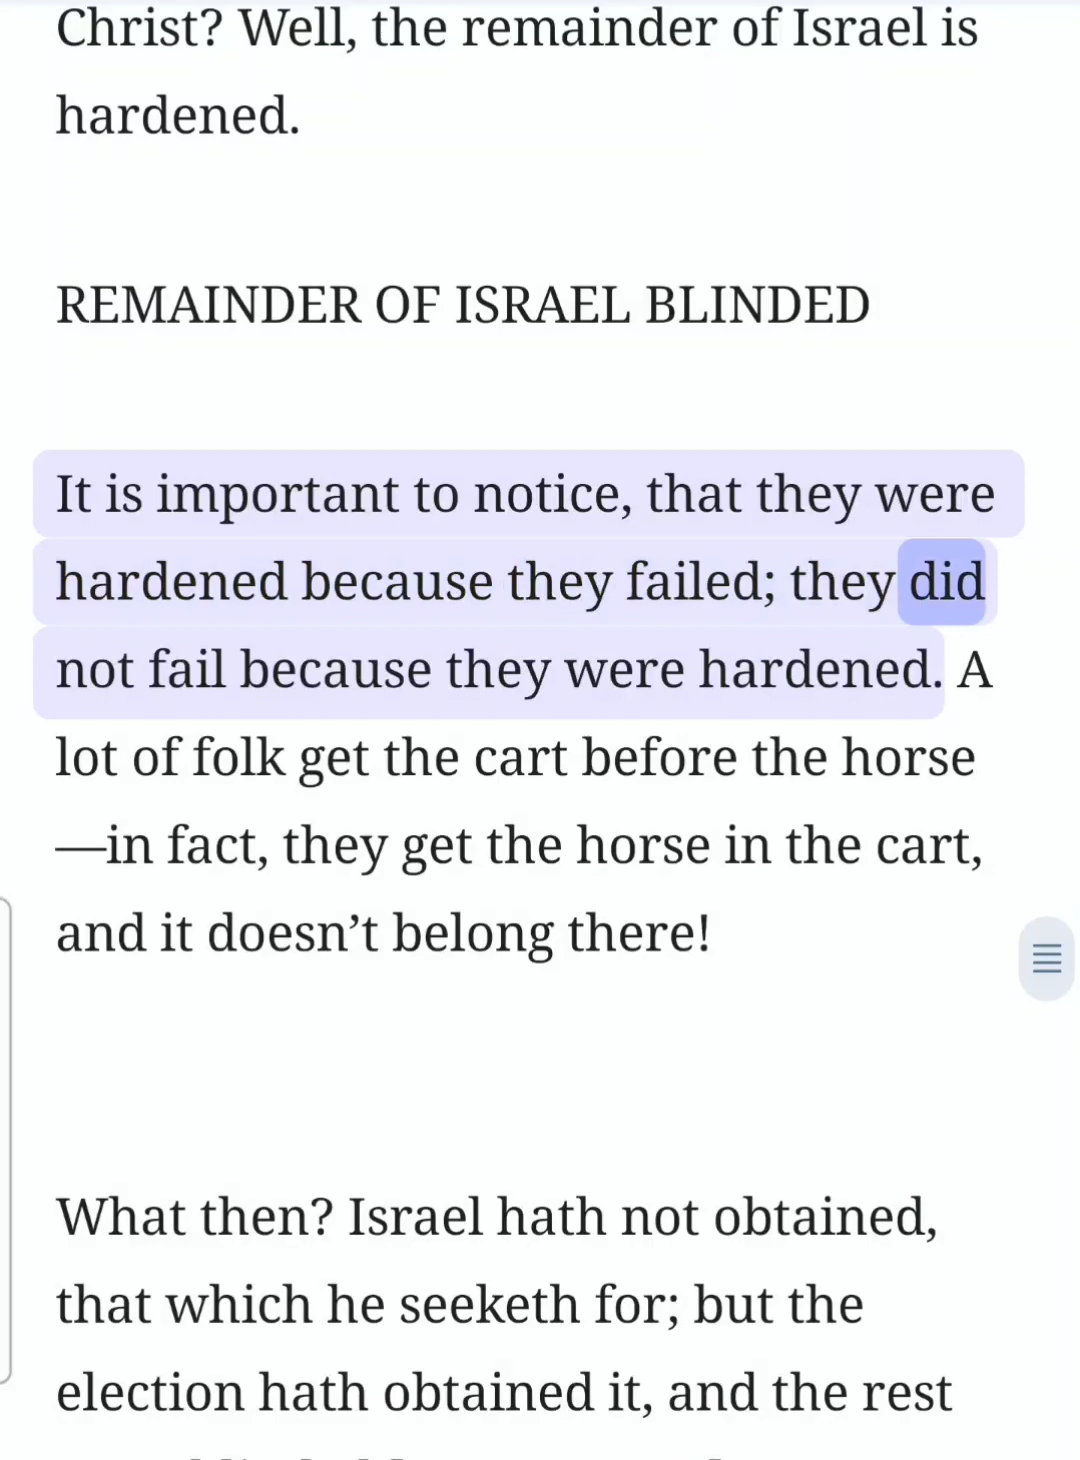 Christ? Well, the remainder of Israel is
hardened.
REMAINDER OF ISRAEL BLINDED
It is important to notice, that they were
hardened because they failed; they did
not fail because they were hardened. A
lot of folk get the cart before the horse
—in fact, they get the horse in the cart,
and it doesn’t belong there!
What then? Israel hath not obtained,
that which he seeketh for; but the
election hath obtained it, and the rest